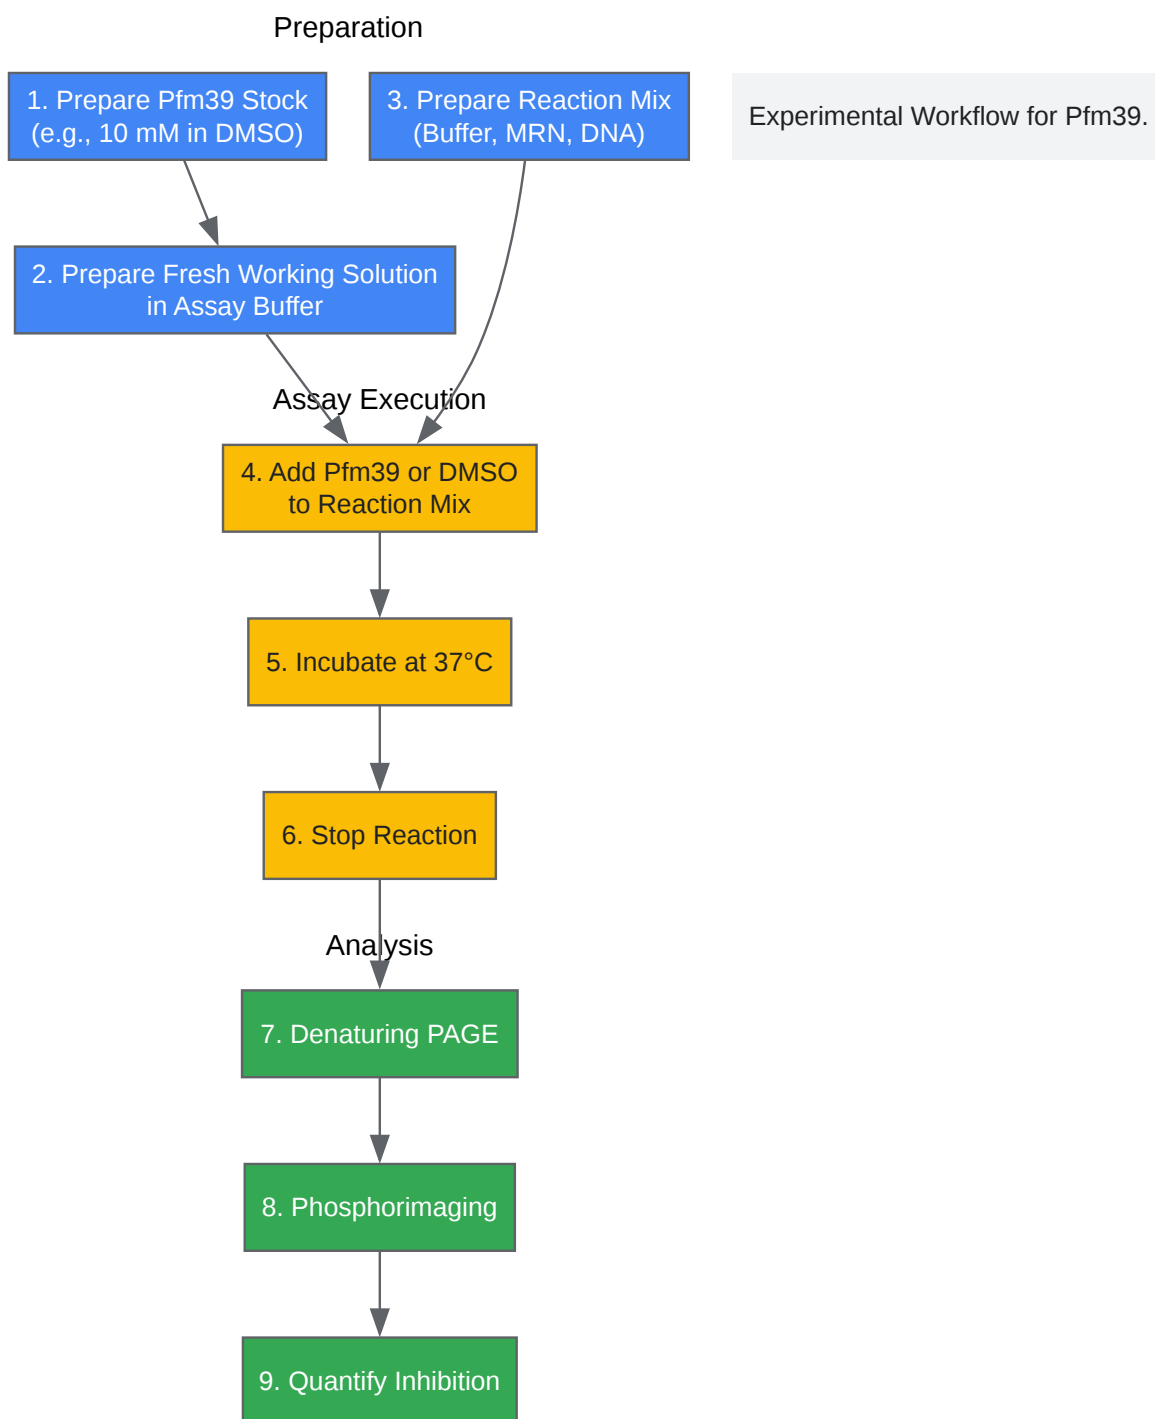 Preparation
1. Prepare Pfm39 Stock
(e.g., 10 mM in DMSO)
3. Prepare Reaction Mix
(Buffer, MRN, DNA)
Experimental Workflow for Pfm39.
2. Prepare Fresh Working Solution
in Assay Buffer
Assay Execution
4. Add Pfm39 or DMSO
to Reaction Mix
5. Incubate at 37°C
6. Stop Reaction
Analysis
7. Denaturing PAGE
8. Phosphorimaging
9. Quantify Inhibition